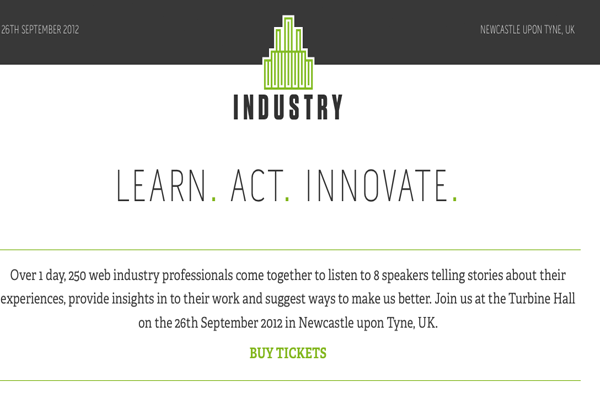 26TH SEPTEMBER 2012
NEWCASTLE UPON TYNE, UK
INDUSTRY
LEARN. ACT. INNOVATE.
Over 1 day, 250 web industry professionals come together to listen to 8 speakers telling stories about their
experiences, provide insights in to their work and suggest ways to make us better. Join us at the Turbine Hall
on the 26th September 2012 in Newcastle upon Tyne, UK.
BUY TICKETS